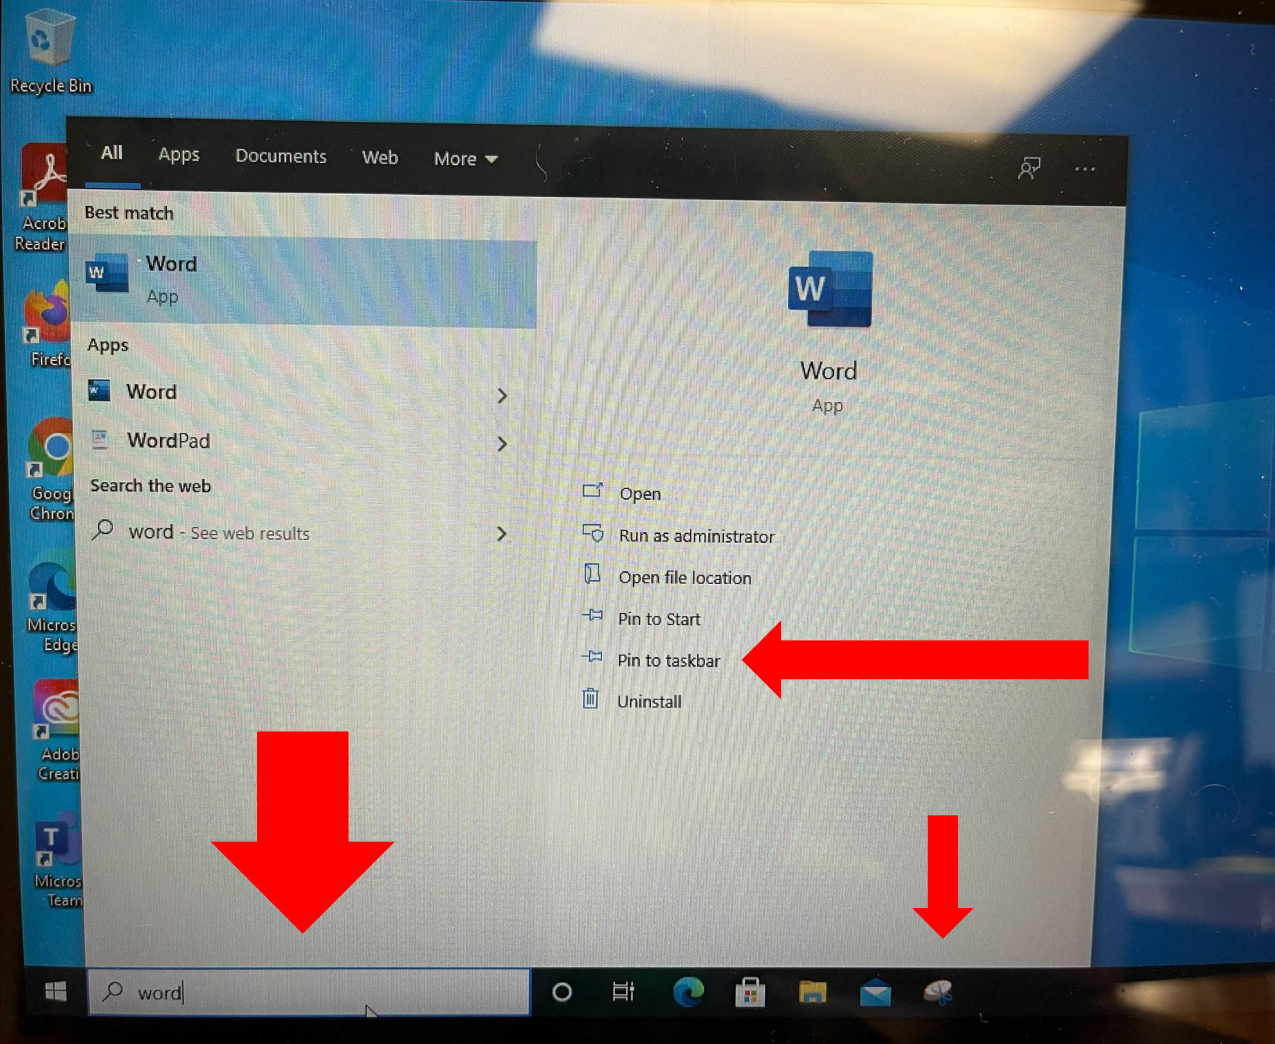 Recycle Bin
All Apps Documents Web More
Best match
Word
App
Apps
Word
WordPad
Search the web
word - See web results
Word
App
Open
Run as administrator
Open file location
Pin to Start
Pin to taskbar
Uninstall
Acrob
Reader
Firefo
Goog
Chron
Micros
Edge
Adob
Creati
Micros
Team
word